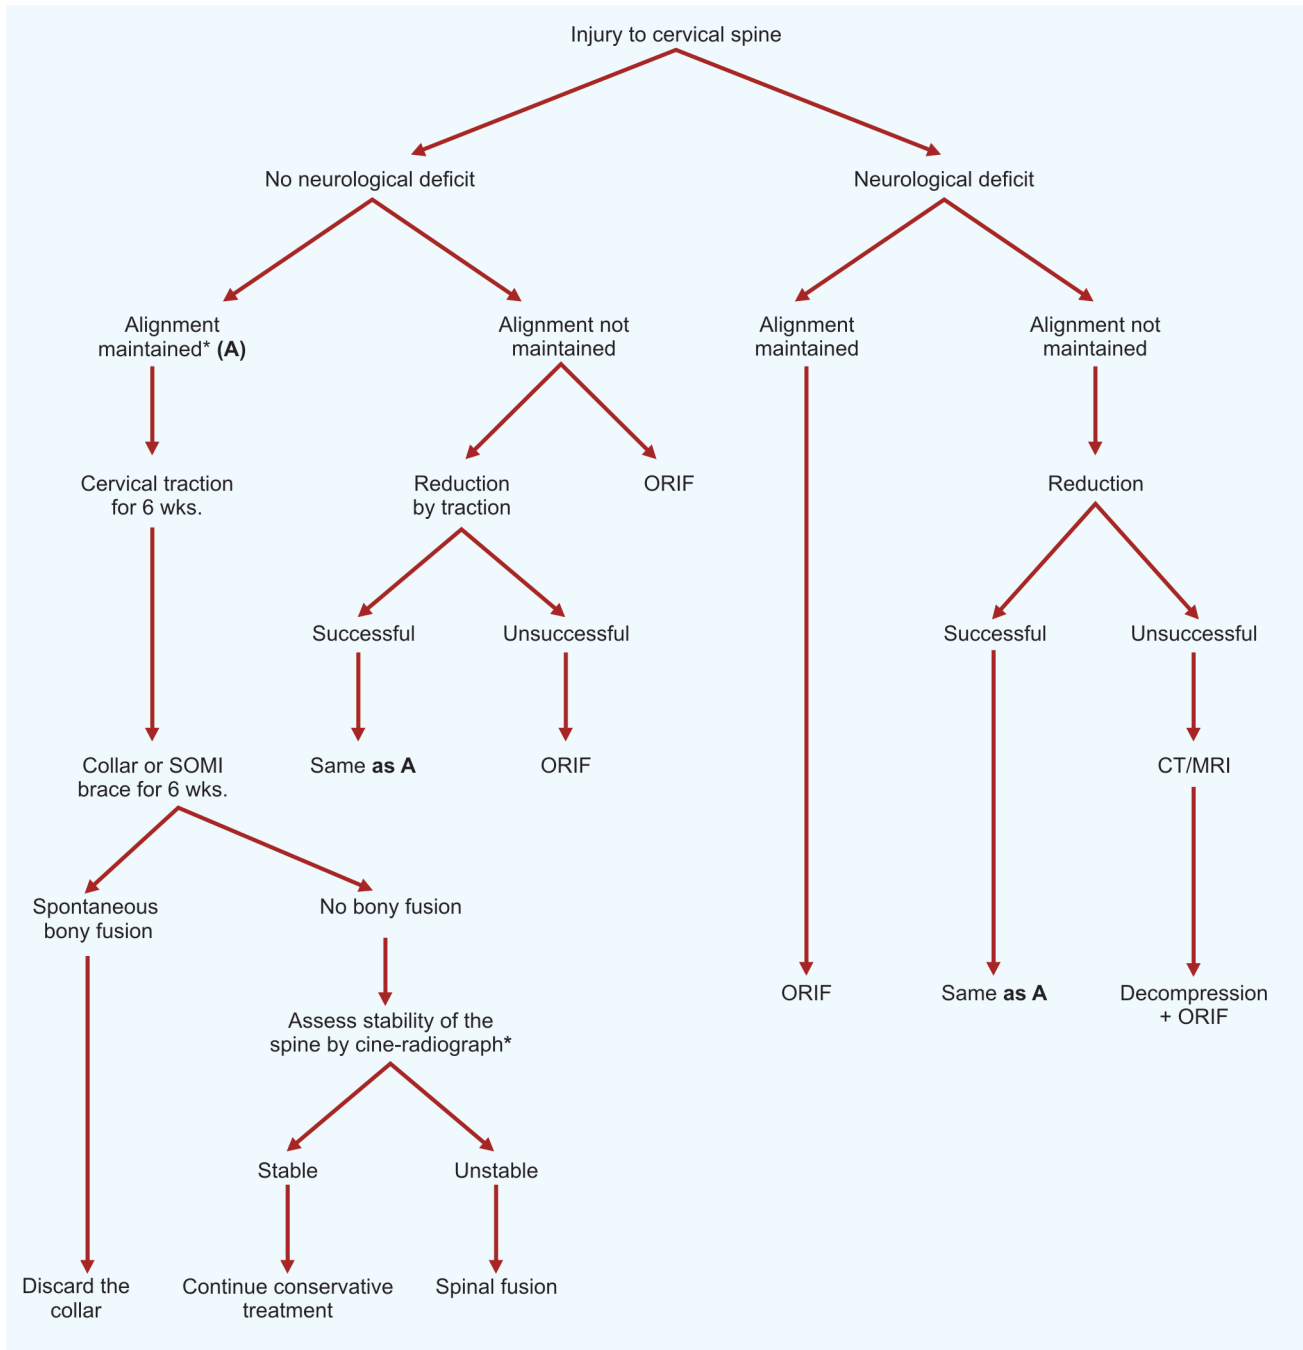 Injury to cervical spine
No neurological deficit
Neurological deficit
Alignment
maintained* (A)
Alignment not
maintained
Alignment
maintained
Alignment not
maintained
Cervical traction
for 6 wks.
Reduction
by traction
ORIF
Reduction
Successful
Unsuccessful
Successful
Unsuccessful
Collar or SOMI
brace for 6 wks.
Same as A
ORIF
CT/MRI
Spontaneous
bony fusion
No bony fusion
ORIF
Same as A
Decompression
+ ORIF
Assess stability of the
spine by cine-radiograph*
Stable
Unstable
Discard the
collar
Continue conservative
treatment
Spinal fusion